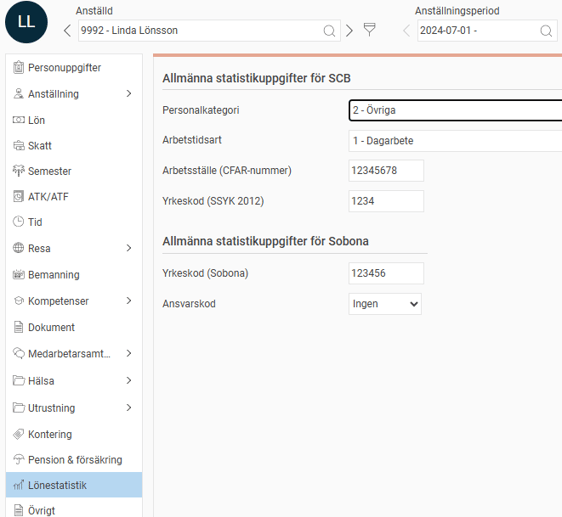 LL
Anställd
Anställningsperiod
9992 - Linda Lönsson
2024-07-01 -
Personuppgifter
Anställning
Lön
Skatt
Semester
ATK/ATF
Tid
Resa
Bemanning
Kompetenser
Dokument
Medarbetarsamt...
Hälsa
Utrustning
Kontering
Pension & försäkring
Lönestatistik
Övrigt
Allmänna statistikuppgifter för SCB
Personalkategori
2 - Övriga
Arbetstidsart
1 - Dagarbete
Arbetsställe (CFAR-nummer)
12345678
Yrkeskod (SSYK 2012)
1234
Allmänna statistikuppgifter för Sobona
Yrkeskod (Sobona)
123456
Ansvarskod
Ingen